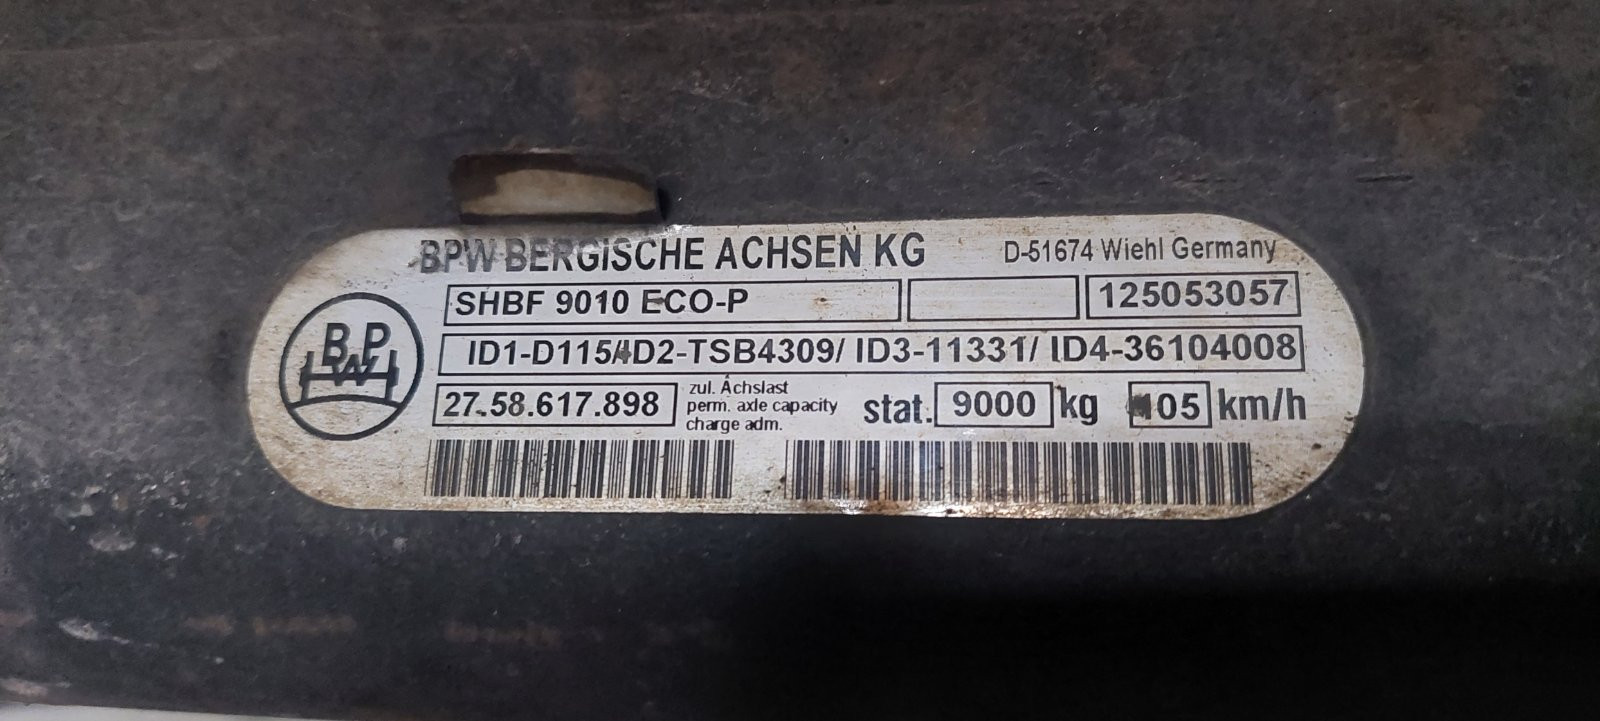 BPW BERGISCHE ACHSEN KG D-51674 Wiehl Germany
SHBF 9010 ECO-P 125053057
ID1-D115/ID2-TSB4309/ ID3-11331/ ID4-36104008
BPW
27.58.617.898 zul. Achslast stat. 9000 kg 105 km/h
perm. axle capacity
charge adm.